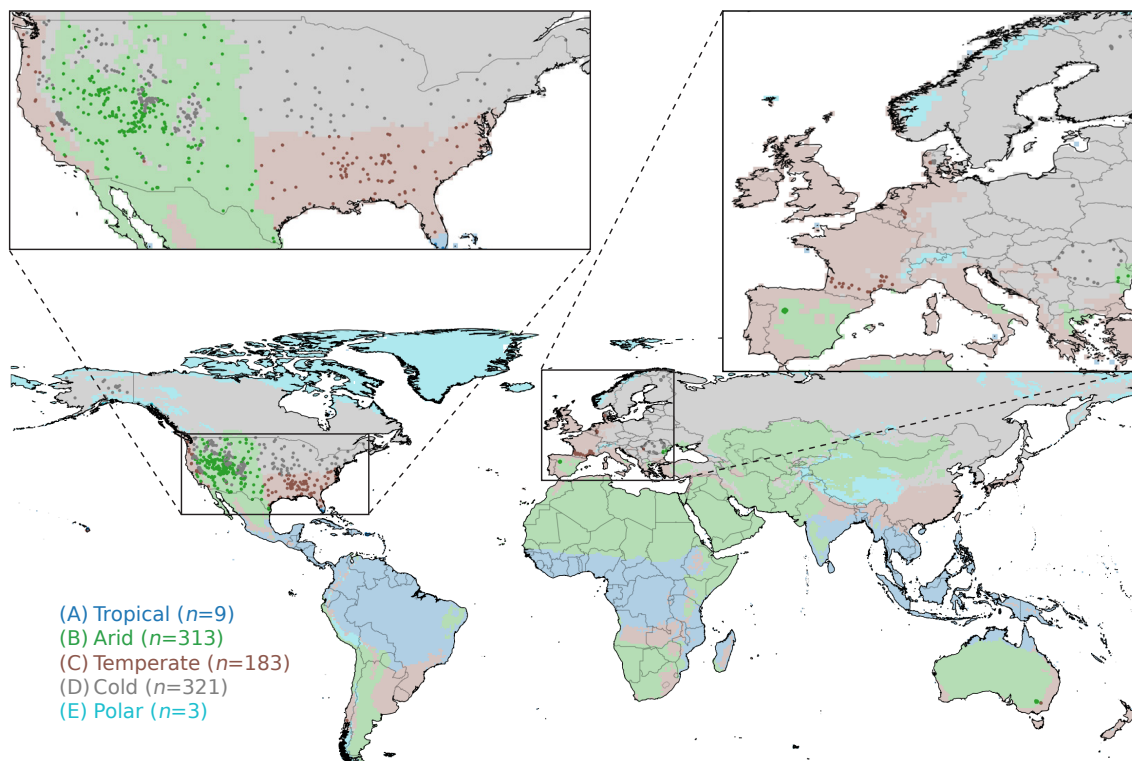 (A) Tropical (n=9)
(B) Arid (n=313)
(C) Temperate (n=183)
(D) Cold (n=321)
(E) Polar (n=3)